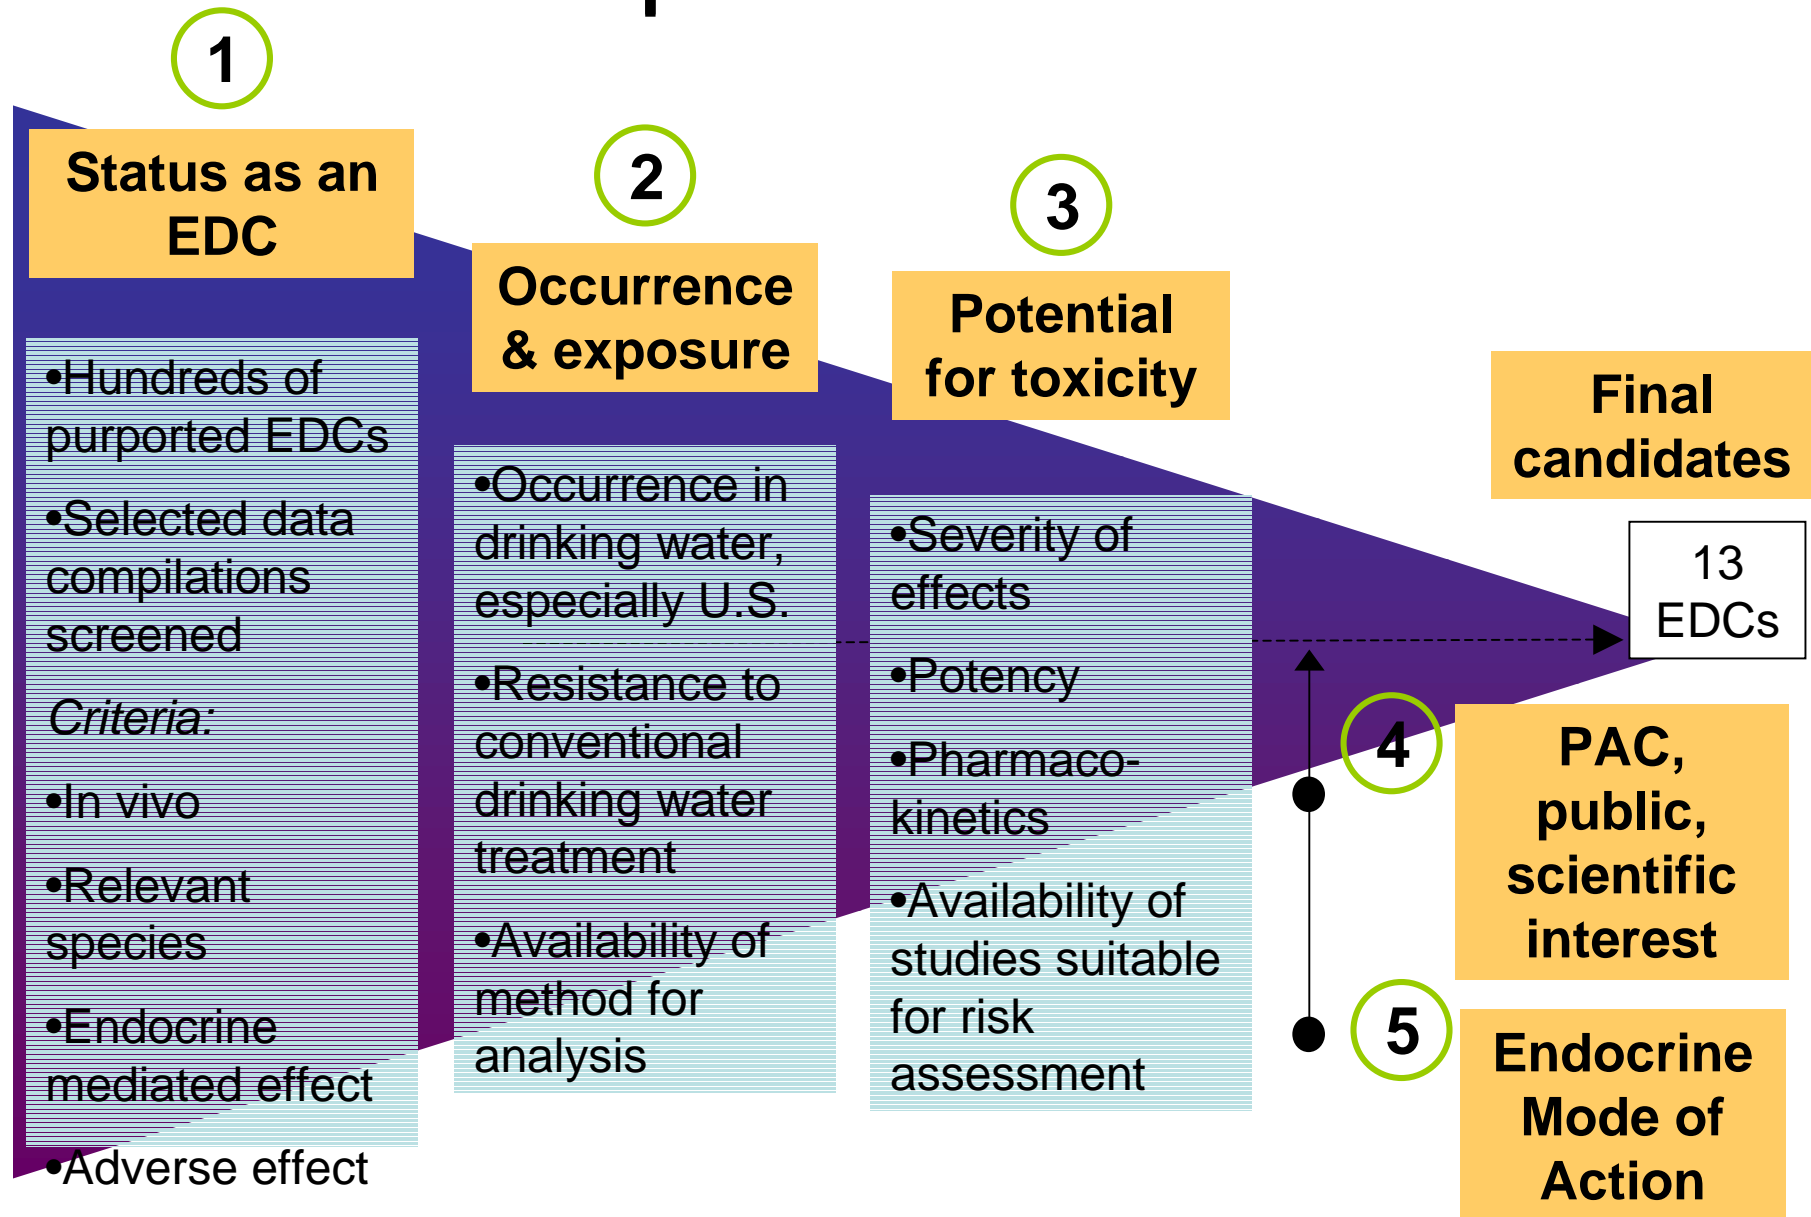 1
Status as an
EDC
•Hundreds of
purported EDCs
•Selected data
compilations
screened
Criteria:
•In vivo
•Relevant
species
•Endocrine
mediated effect
•Adverse effect
2
Occurrence
& exposure
•Occurrence in
drinking water,
especially U.S.
•Resistance to
conventional
drinking water
treatment
•Availability of
method for
analysis
3
Potential
for toxicity
•Severity of
effects
•Potency
•Pharmaco-
kinetics
•Availability of
studies suitable
for risk
assessment
Final
candidates
13
EDCs
4
PAC,
public,
scientific
interest
5
Endocrine
Mode of
Action